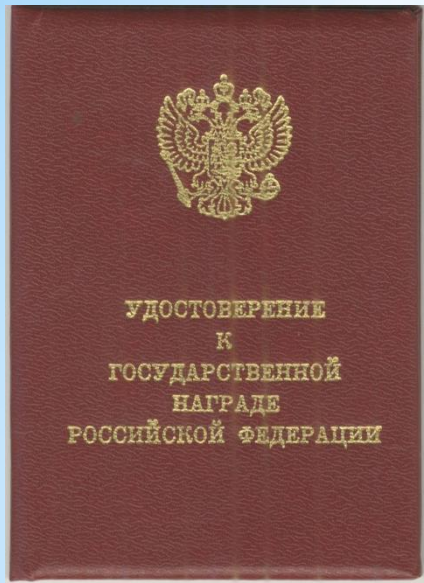 УДОСТОВЕРЕНИЕ
К
ГОСУДАРСТВЕННОЙ
НАГРАДЕ
РОССИЙСКОЙ ФЕДЕРАЦИИ